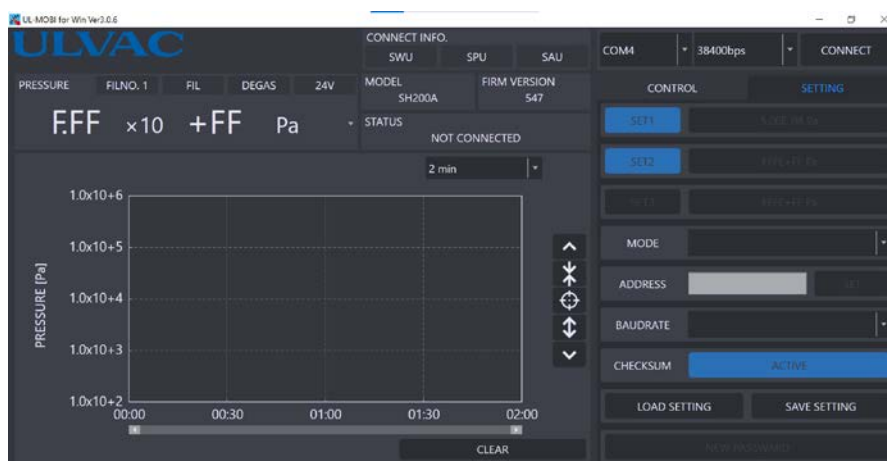 UL-MOBI for Win Ver3.0.6
ULVAC
CONNECT INFO.
SWU SPU SAU
COM4 38400bps CONNECT
PRESSURE FILNO. 1 FIL DEGAS 24V
F.FF ×10 +FF Pa
MODEL
SH200A
FIRM VERSION
547
STATUS
NOT CONNECTED
2 min
1.0x10+6
1.0x10+5
1.0x10+4
1.0x10+3
1.0x10+2
PRESSURE [Pa]
00:00 00:30 01:00 01:30 02:00
CLEAR
CONTROL SETTING
SET1
SET2
MODE
ADDRESS SET
BAUDRATE
CHECKSUM ACTIVE
LOAD SETTING SAVE SETTING